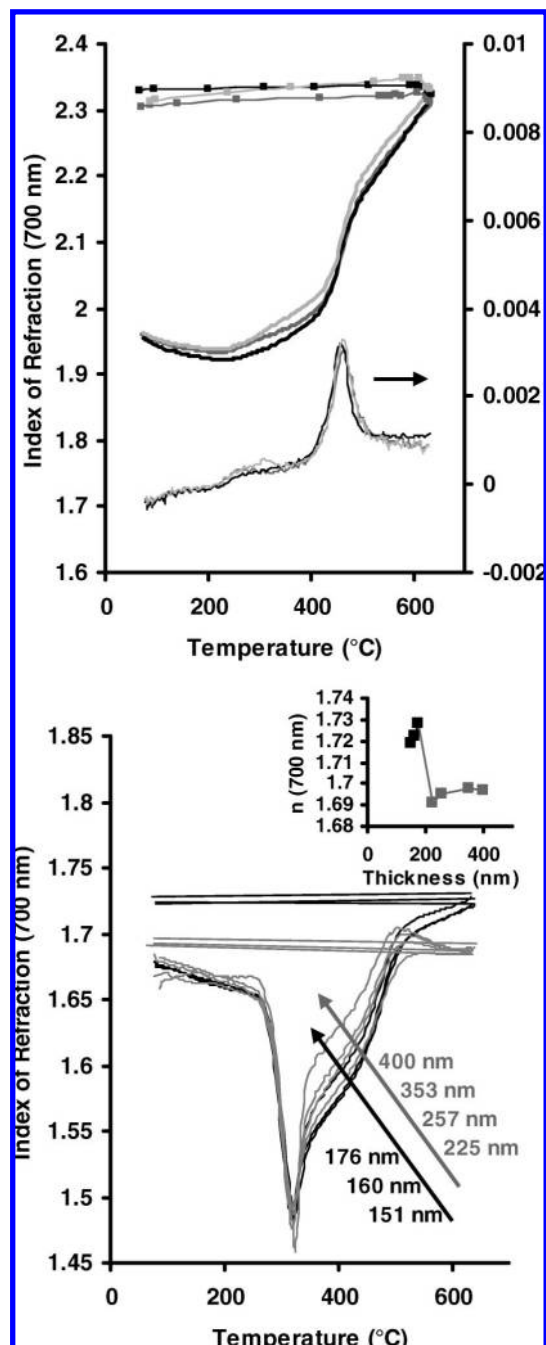 2.4
2.3
2.2
2.1
2
1.9
1.8
1.7
1.6
0.01
0.008
0.006
0.004
0.002
0
-0.002
Index of Refraction (700 nm)
0 200 400 600
Temperature (°C)
1.85
1.8
1.75
1.7
1.65
1.6
1.55
1.5
1.45
Index of Refraction (700 nm)
1.74
1.73
1.72
1.71
1.7
1.69
1.68
n (700 nm)
0 200 400
Thickness (nm)
400 nm
353 nm
257 nm
225 nm
176 nm
160 nm
151 nm
0 200 400 600
Temperature (°C)